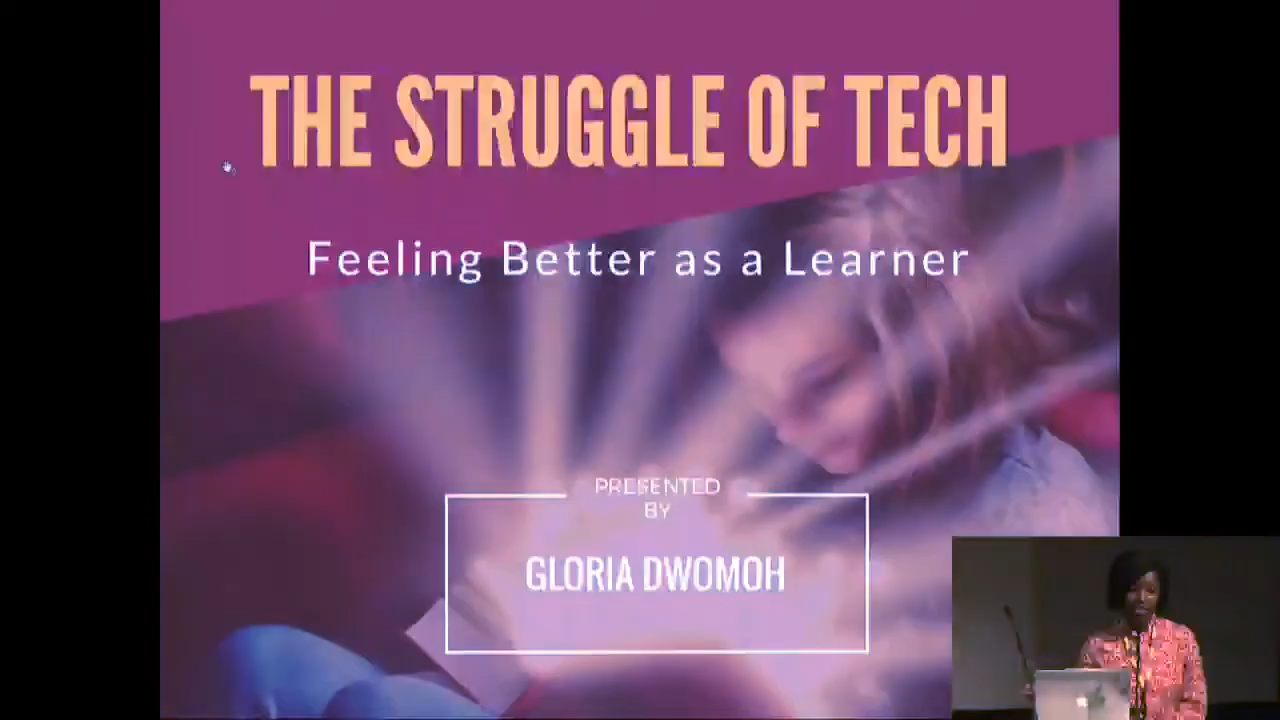 THE STRUGGLE OF TECH
Feeling Better as a Learner
PRESENTED
BY
GLORIA DWOMOH